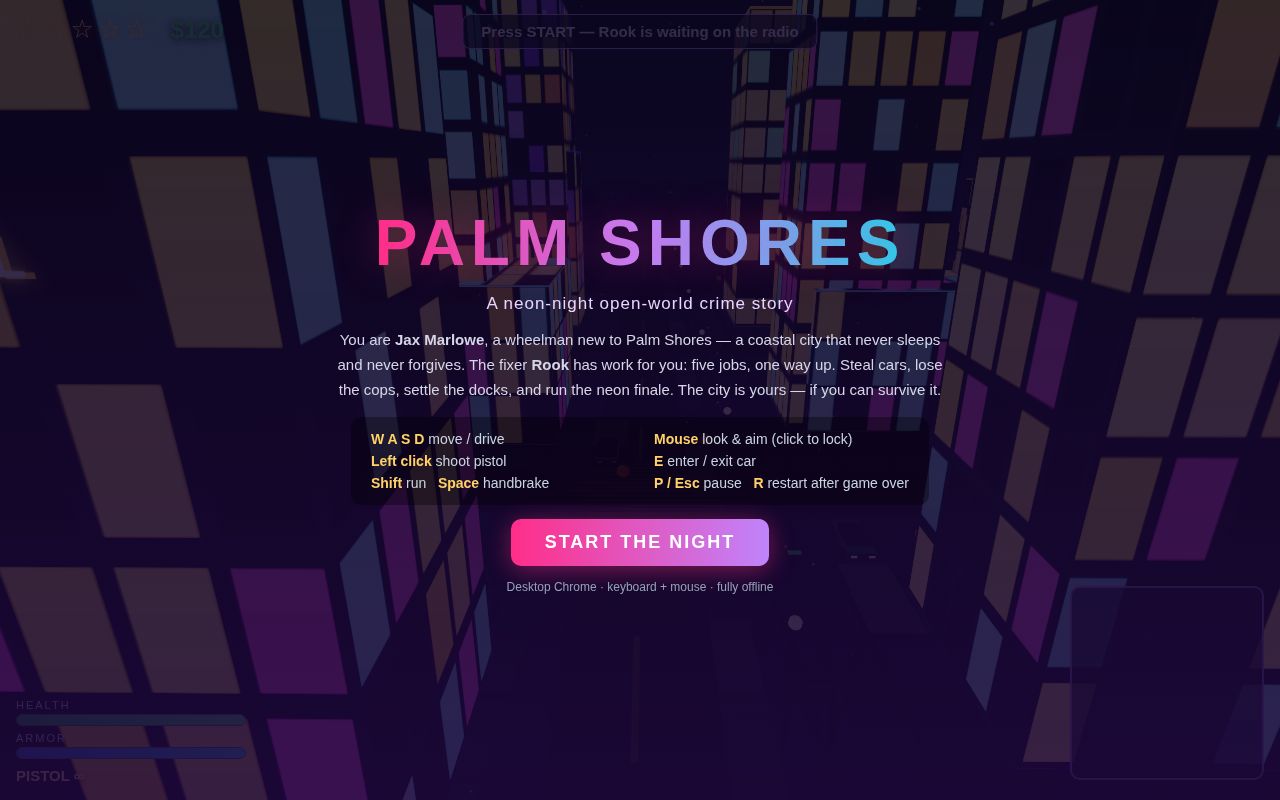 ☆ ☆ ☆ $120
Press START — Rook is waiting on the radio
PALM SHORES
A neon-night open-world crime story
You are Jax Marlowe, a wheelman new to Palm Shores — a coastal city that never sleeps
and never forgives. The fixer Rook has work for you: five jobs, one way up. Steal cars, lose
the cops, settle the docks, and run the neon finale. The city is yours — if you can survive it.
W A S D move / drive
Mouse look & aim (click to lock)
Left click shoot pistol
E enter / exit car
Shift run Space handbrake
P / Esc pause R restart after game over
START THE NIGHT
Desktop Chrome · keyboard + mouse · fully offline
HEALTH
ARMOR
PISTOL ∞